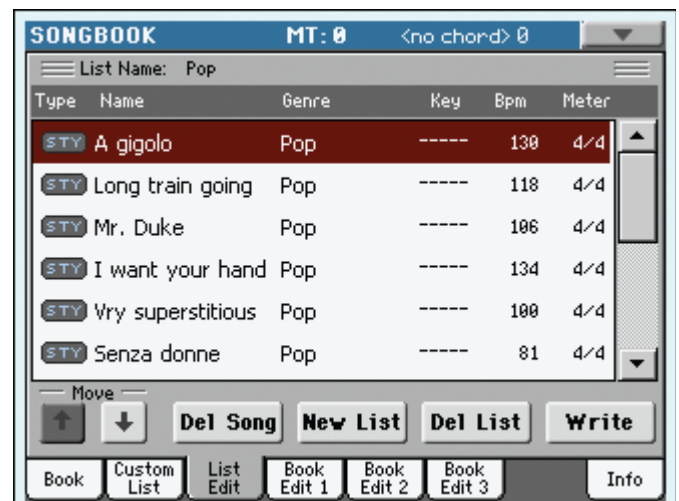 SONGBOOK MT: 0 <no chord> 0
List Name: Pop
Type Name Genre Key Bpm Meter
STY A gigolo Pop ----- 130 4/4
STY Long train going Pop ----- 118 4/4
STY Mr. Duke Pop ----- 106 4/4
STY I want your hand Pop ----- 134 4/4
STY Vry superstitious Pop ----- 100 4/4
STY Senza donne Pop ----- 81 4/4
Move
Del Song New List Del List Write
Book Custom List List Edit Book Edit 1 Book Edit 2 Book Edit 3 Info